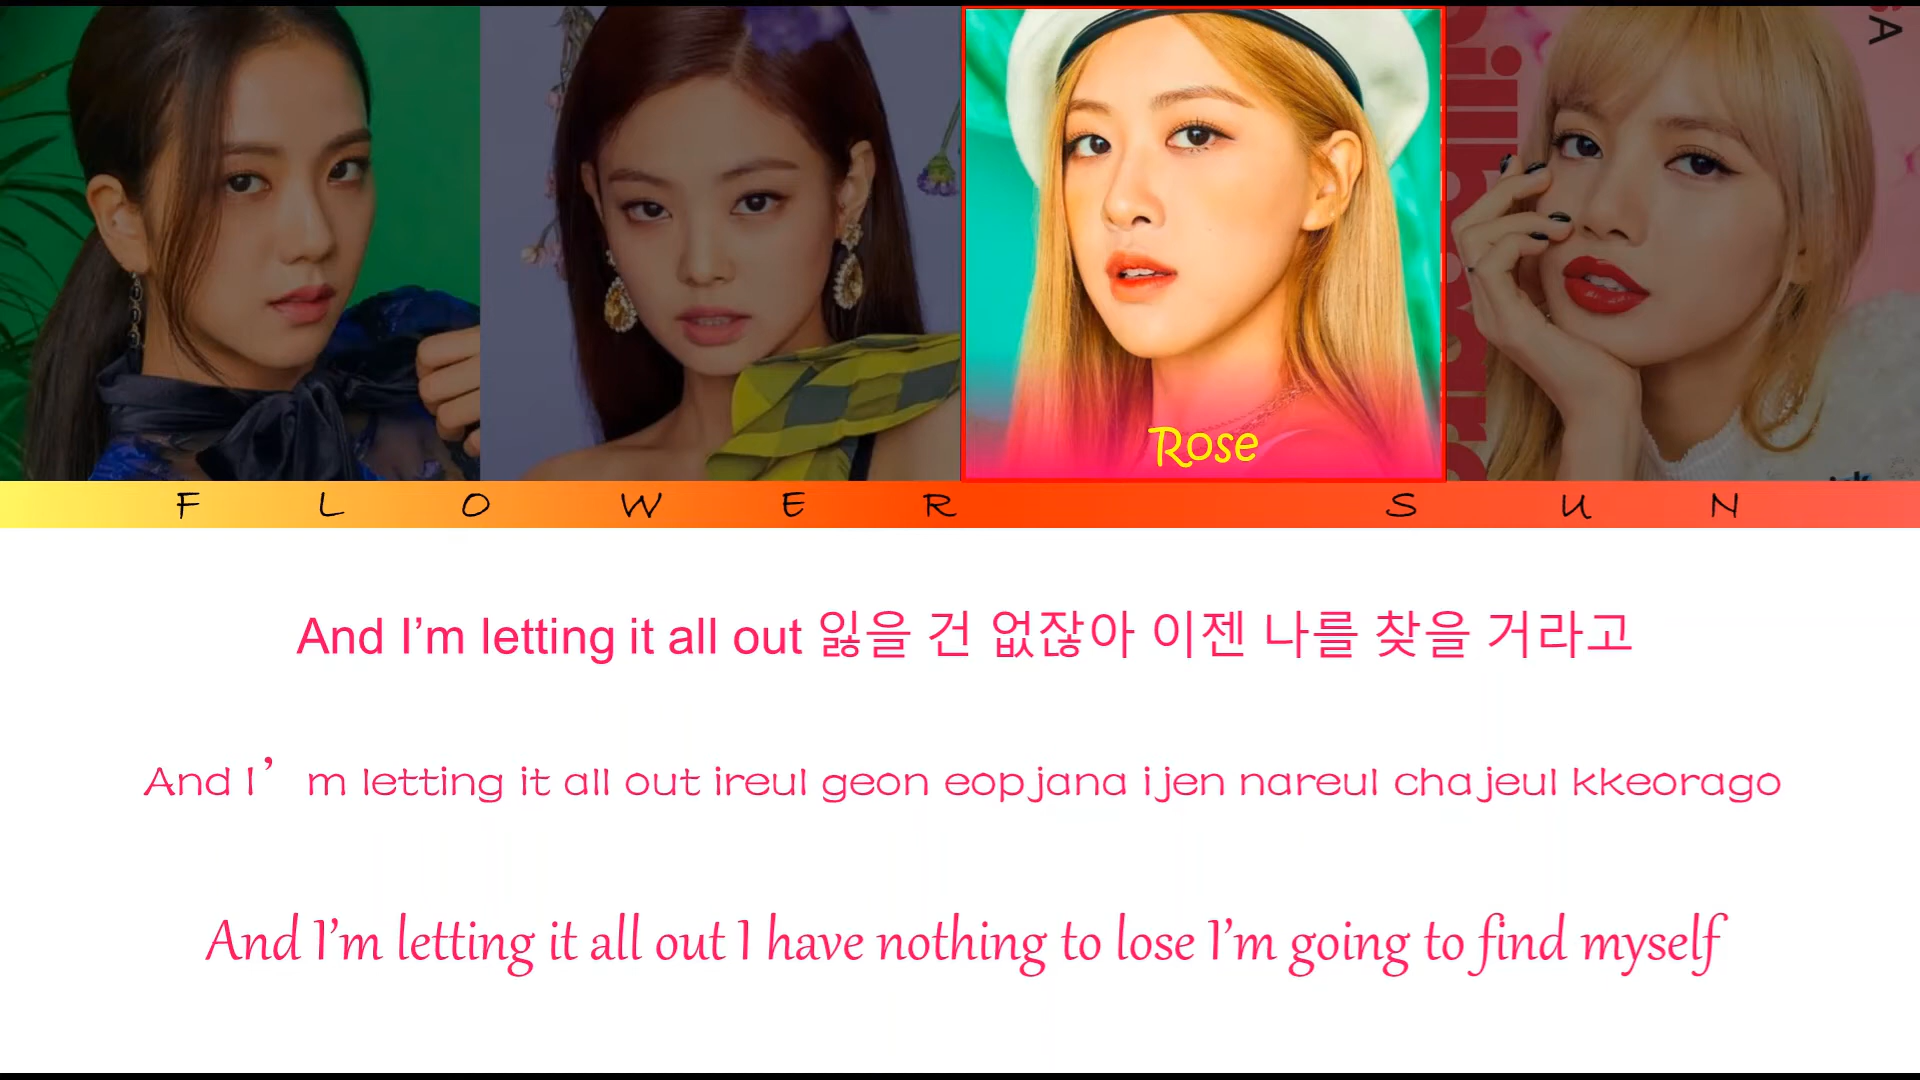 A
Rose
FLOWER SUN
And I’m letting it all out 잃을 건 없잖아 이젠 나를 찾을 거라고
And I’m letting it all out ireul geon eopjana ijen nareul chajeul kkeorago
And I’m letting it all out I have nothing to lose I’m going to find myself